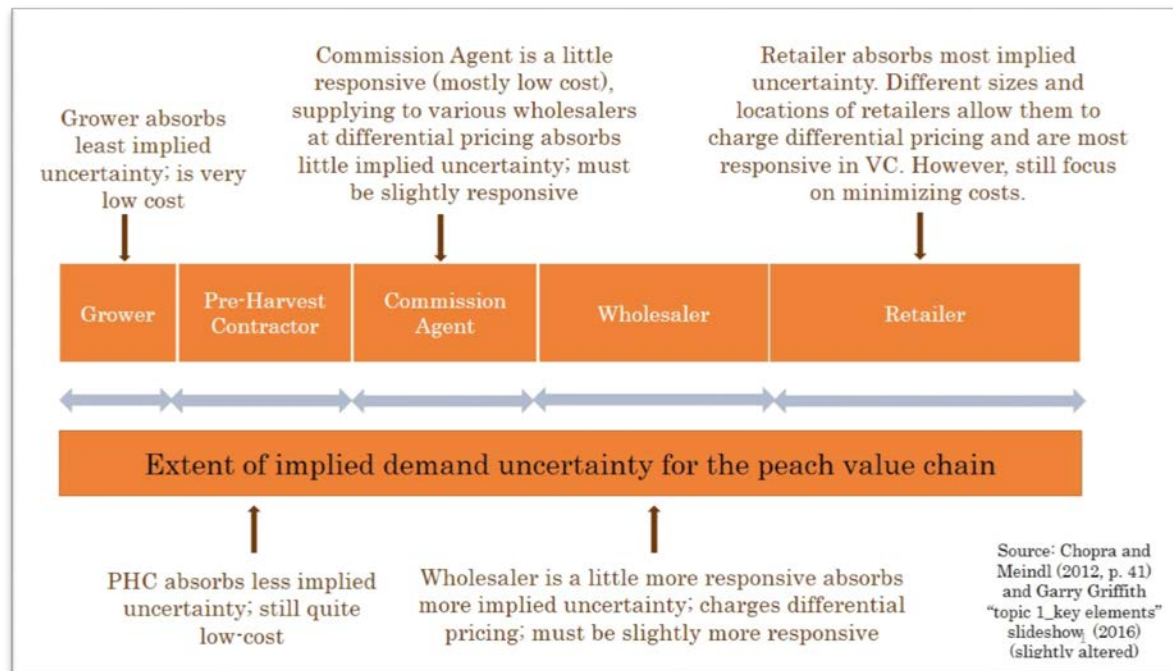 Grower absorbs
least implied
uncertainty; is very
low cost
Commission Agent is a little
responsive (mostly low cost),
supplying to various wholesalers
at differential pricing absorbs
little implied uncertainty; must
be slightly responsive
Retailer absorbs most implied
uncertainty. Different sizes and
locations of retailers allow them to
charge differential pricing and are most
responsive in VC. However, still focus
on minimizing costs.
Grower
Pre-Harvest
Contractor
Commission
Agent
Wholesaler
Retailer
Extent of implied demand uncertainty for the peach value chain
PHC absorbs less implied
uncertainty; still quite
low-cost
Wholesaler is a little more responsive absorbs
more implied uncertainty; charges differential
pricing; must be slightly more responsive
Source: Chopra and
Meindl (2012, p. 41)
and Garry Griffith
“topic 1_key elements”
slideshow (2016)
(slightly altered)